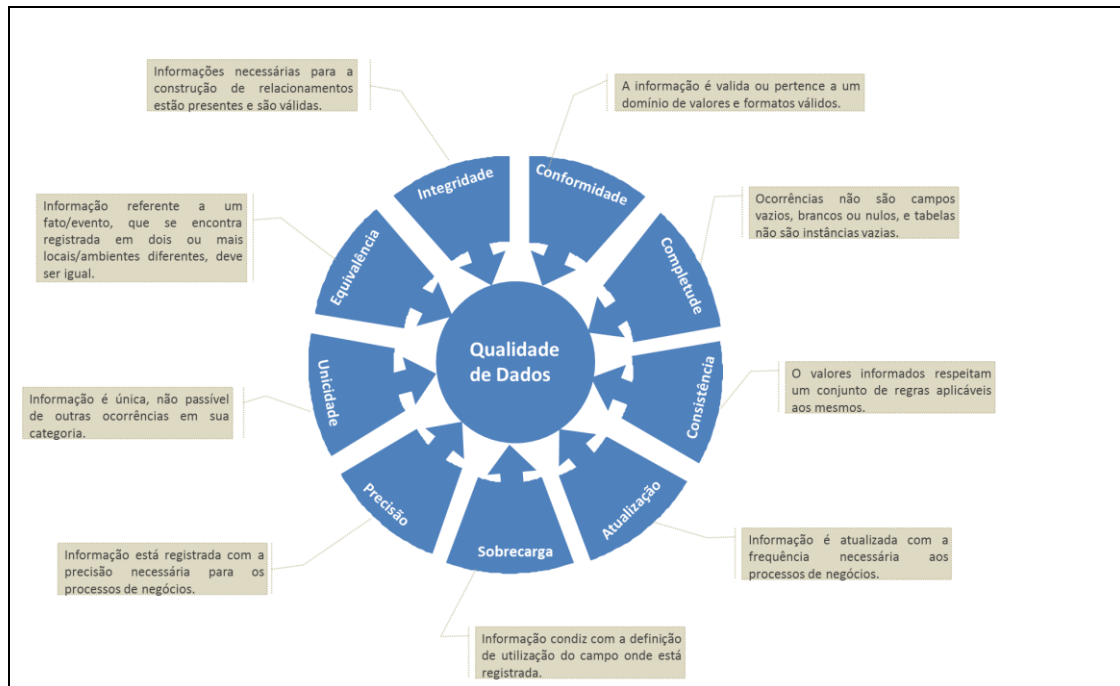 Informações necessárias para a
construção de relacionamentos
estão presentes e são válidas.
A informação é valida ou pertence a um
domínio de valores e formatos válidos.
Integridade
Conformidade
Informação referente a um
fato/evento, que se encontra
registrada em dois ou mais
locais/ambientes diferentes, deve
ser igual.
Ocorrências não são campos
vazios, brancos ou nulos, e tabelas
não são instâncias vazias.
Equivalência
Completude
Qualidade
de Dados
Unicidade
Consistência
Informação é única, não passível
de outras ocorrências em sua
categoria.
O valores informados respeitam
um conjunto de regras aplicáveis
aos mesmos.
Precisão
Sobrecarga
Atualização
Informação está registrada com a
precisão necessária para os
processos de negócios.
Informação é atualizada com a
frequência necessária aos
processos de negócios.
Informação condiz com a definição
de utilização do campo onde está
registrada.